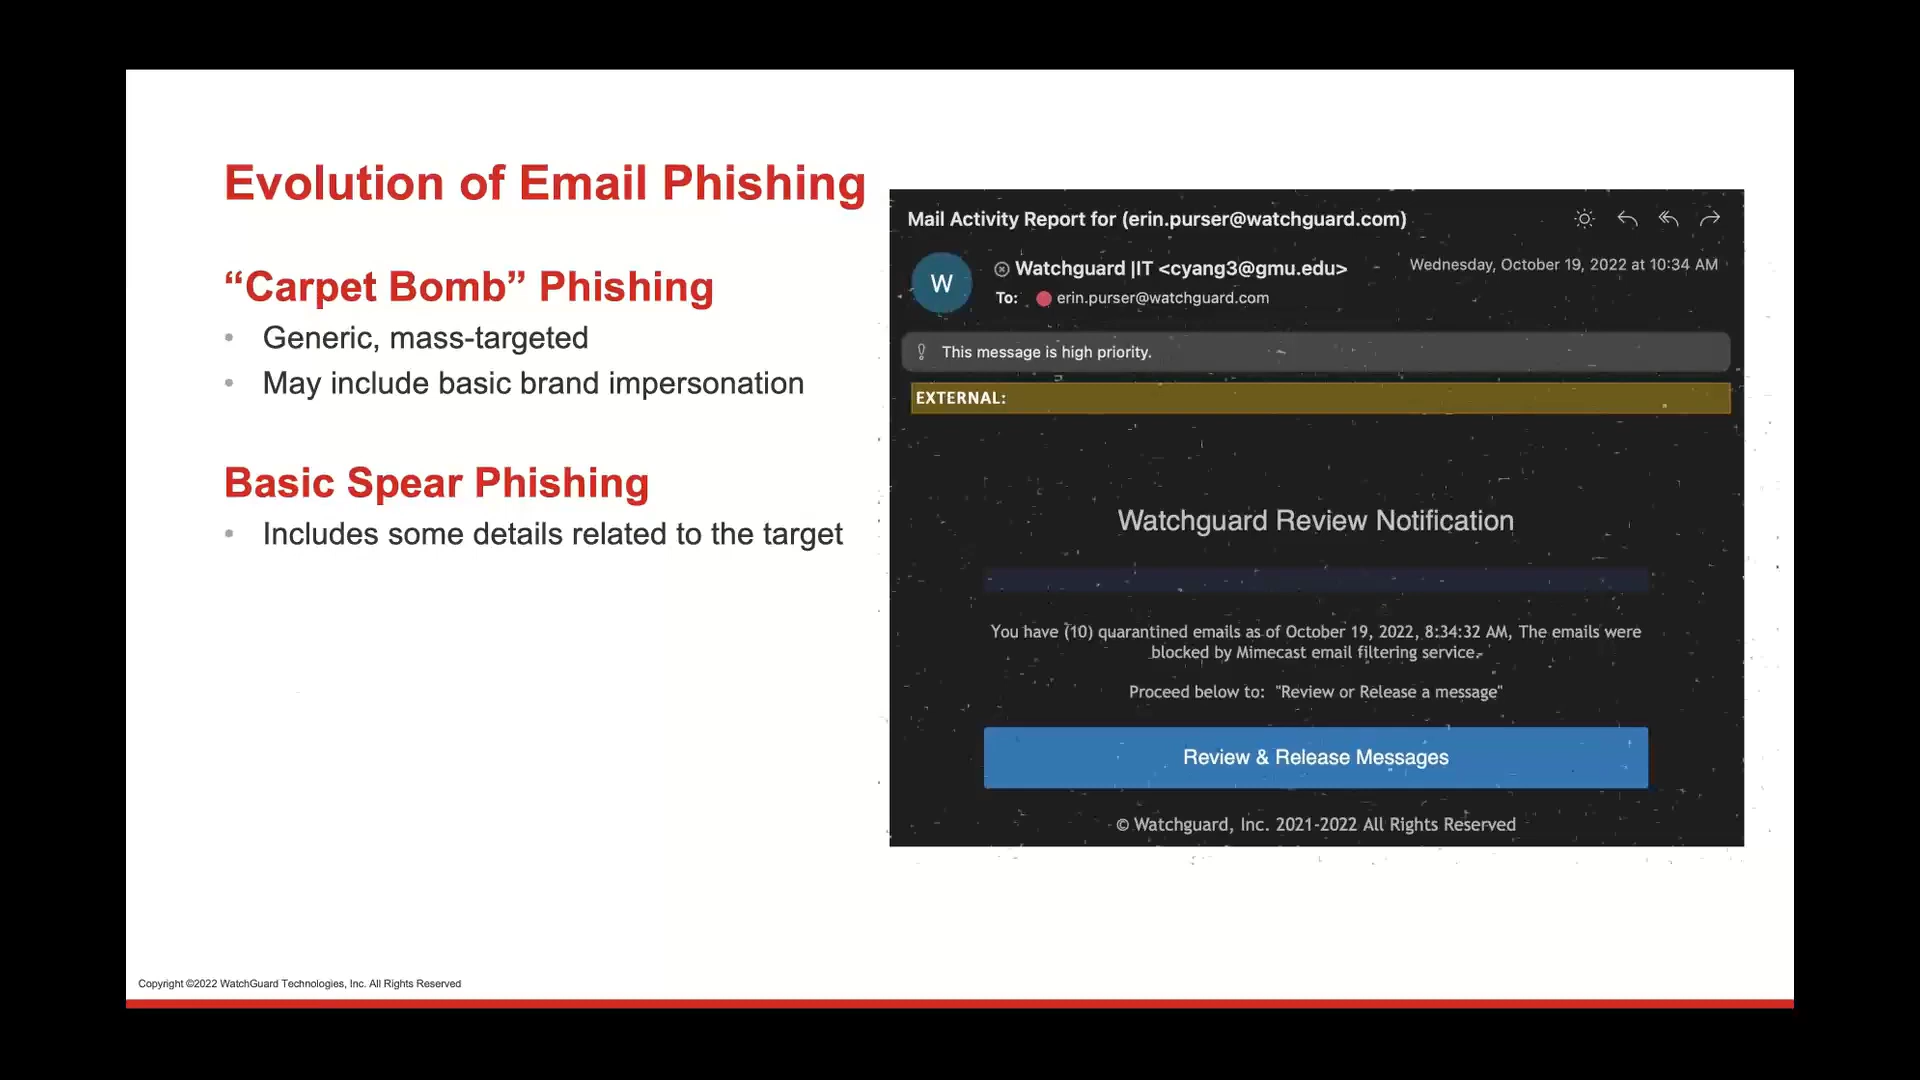 Evolution of Email Phishing
“Carpet Bomb” Phishing
• Generic, mass-targeted
• May include basic brand impersonation
Basic Spear Phishing
• Includes some details related to the target
Mail Activity Report for (erin.purser@watchguard.com)
W
Watchguard |IT <cyang3@gmu.edu>
Wednesday, October 19, 2022 at 10:34 AM
To: erin.purser@watchguard.com
This message is high priority.
EXTERNAL:
Watchguard Review Notification
You have (10) quarantined emails as of October 19, 2022, 8:34:32 AM, The emails were
blocked by Mimecast email filtering service.
Proceed below to: "Review or Release a message"
Review & Release Messages
© Watchguard, Inc. 2021-2022 All Rights Reserved
Copyright ©2022 WatchGuard Technologies, Inc. All Rights Reserved